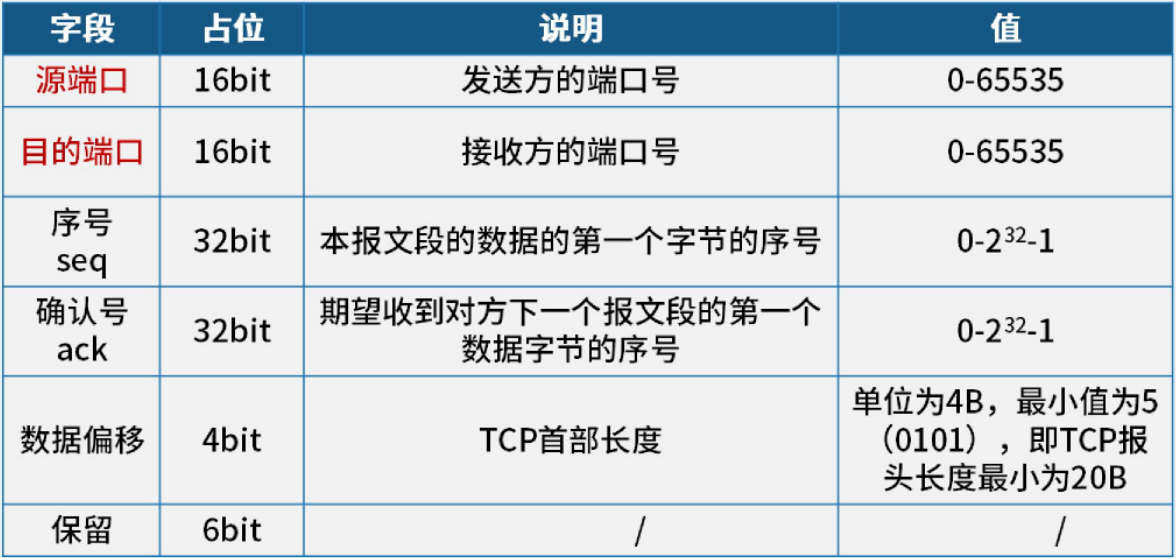 字段 占位 说明 值
源端口 16bit 发送方的端口号 0-65535
目的端口 16bit 接收方的端口号 0-65535
序号
seq
32bit 本报文段的数据的第一个字节的序号 0-2³²-1
确认号
ack
32bit
期望收到对方下一个报文段的第一个
数据字节的序号
0-2³²-1
数据偏移 4bit TCP首部长度
单位为4B，最小值为5
（0101），即TCP报
头长度最小为20B
保留 6bit / /